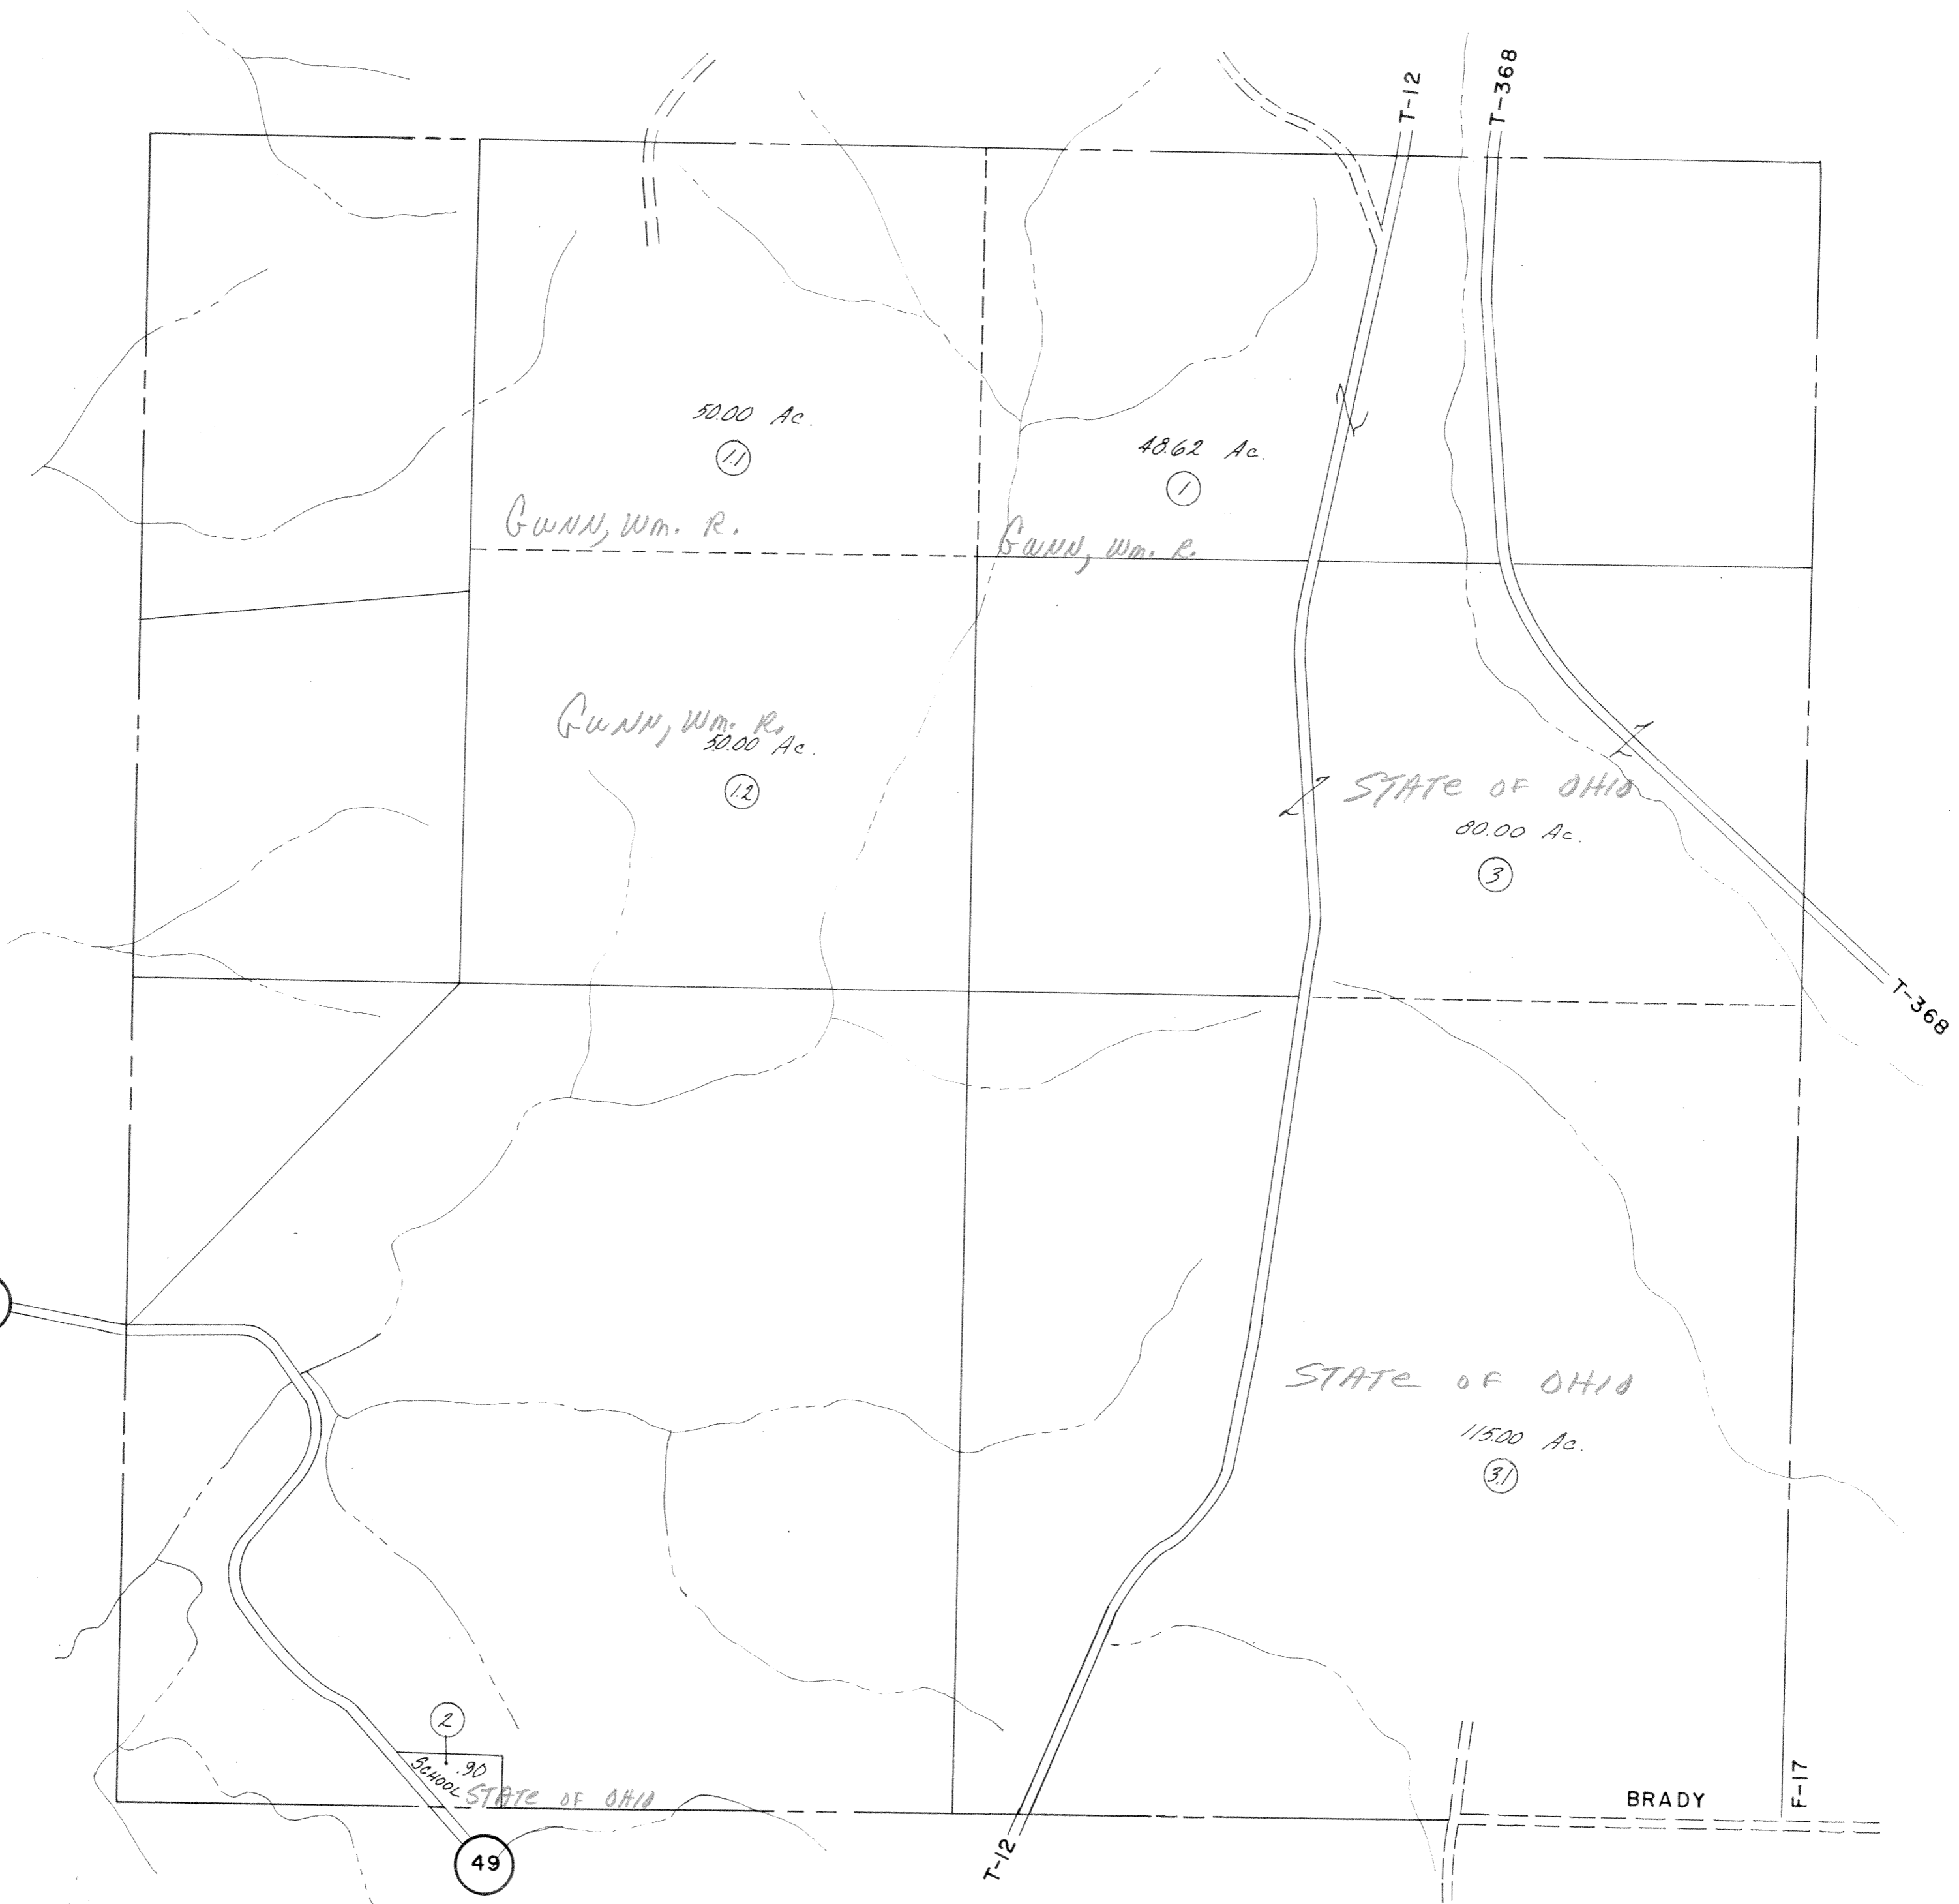 T-12
T-368
50.00 Ac.
1.1
48.62 Ac.
1
Gunn, Wm. R.
Gunn, Wm. R.
Gunn, Wm. R.
50.00 Ac.
1.2
STATe OF OHIO
80.00 Ac.
3
T-368
STATe OF OHIO
115.00 Ac.
3.1
2
.90
SCHOOL
STATe OF OHIO
BRADY
F-17
49
T-12